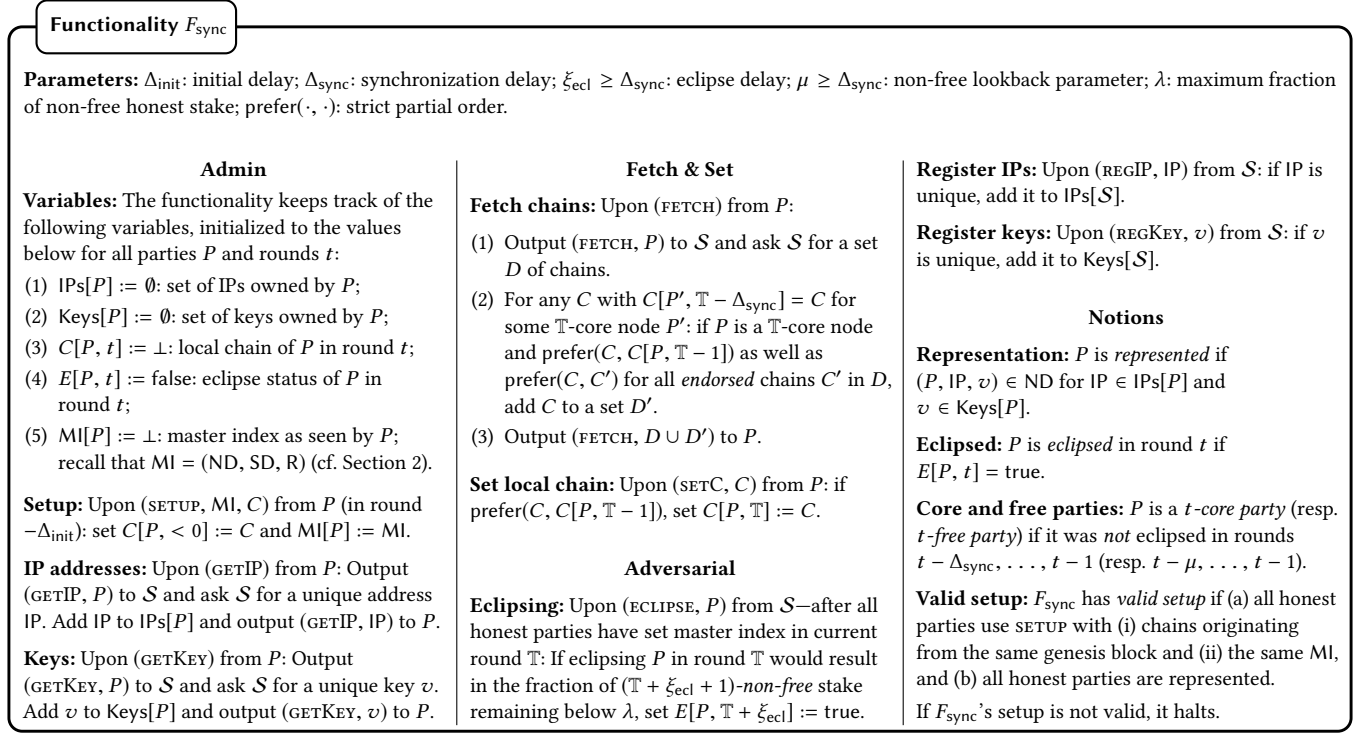 Functionality F_sync
Parameters: Δ_init: initial delay; Δ_sync: synchronization delay; ξ_ecl ≥ Δ_sync: eclipse delay; μ ≥ Δ_sync: non-free lookback parameter; λ: maximum fraction
of non-free honest stake; prefer(·, ·): strict partial order.
Admin
Variables: The functionality keeps track of the
following variables, initialized to the values
below for all parties P and rounds t:
(1) IPs[P] := ∅: set of IPs owned by P;
(2) Keys[P] := ∅: set of keys owned by P;
(3) C[P, t] := ⊥: local chain of P in round t;
(4) E[P, t] := false: eclipse status of P in
round t;
(5) MI[P] := ⊥: master index as seen by P;
recall that MI = (ND, SD, R) (cf. Section 2).
Setup: Upon (SETUP, MI, C) from P (in round
−Δ_init): set C[P, < 0] := C and MI[P] := MI.
IP addresses: Upon (GETIP) from P: Output
(GETIP, P) to S and ask S for a unique address
IP. Add IP to IPs[P] and output (GETIP, IP) to P.
Keys: Upon (GETKEY) from P: Output
(GETKEY, P) to S and ask S for a unique key v.
Add v to Keys[P] and output (GETKEY, v) to P.
Fetch & Set
Fetch chains: Upon (FETCH) from P:
(1) Output (FETCH, P) to S and ask S for a set
D of chains.
(2) For any C with C[P′, 𝕋 − Δ_sync] = C for
some 𝕋-core node P′: if P is a 𝕋-core node
and prefer(C, C[P, 𝕋 − 1]) as well as
prefer(C, C′) for all endorsed chains C′ in D,
add C to a set D′.
(3) Output (FETCH, D ∪ D′) to P.
Set local chain: Upon (SETC, C) from P: if
prefer(C, C[P, 𝕋 − 1]), set C[P, 𝕋] := C.
Adversarial
Eclipsing: Upon (ECLIPSE, P) from S—after all
honest parties have set master index in current
round 𝕋: If eclipsing P in round 𝕋 would result
in the fraction of (𝕋 + ξ_ecl + 1)-non-free stake
remaining below λ, set E[P, 𝕋 + ξ_ecl] := true.
Register IPs: Upon (REGIP, IP) from S: if IP is
unique, add it to IPs[S].
Register keys: Upon (REGKEY, v) from S: if v
is unique, add it to Keys[S].
Notions
Representation: P is represented if
(P, IP, v) ∈ ND for IP ∈ IPs[P] and
v ∈ Keys[P].
Eclipsed: P is eclipsed in round t if
E[P, t] = true.
Core and free parties: P is a t-core party (resp.
t-free party) if it was not eclipsed in rounds
t − Δ_sync, . . . , t − 1 (resp. t − μ, . . . , t − 1).
Valid setup: F_sync has valid setup if (a) all honest
parties use SETUP with (i) chains originating
from the same genesis block and (ii) the same MI,
and (b) all honest parties are represented.
If F_sync's setup is not valid, it halts.